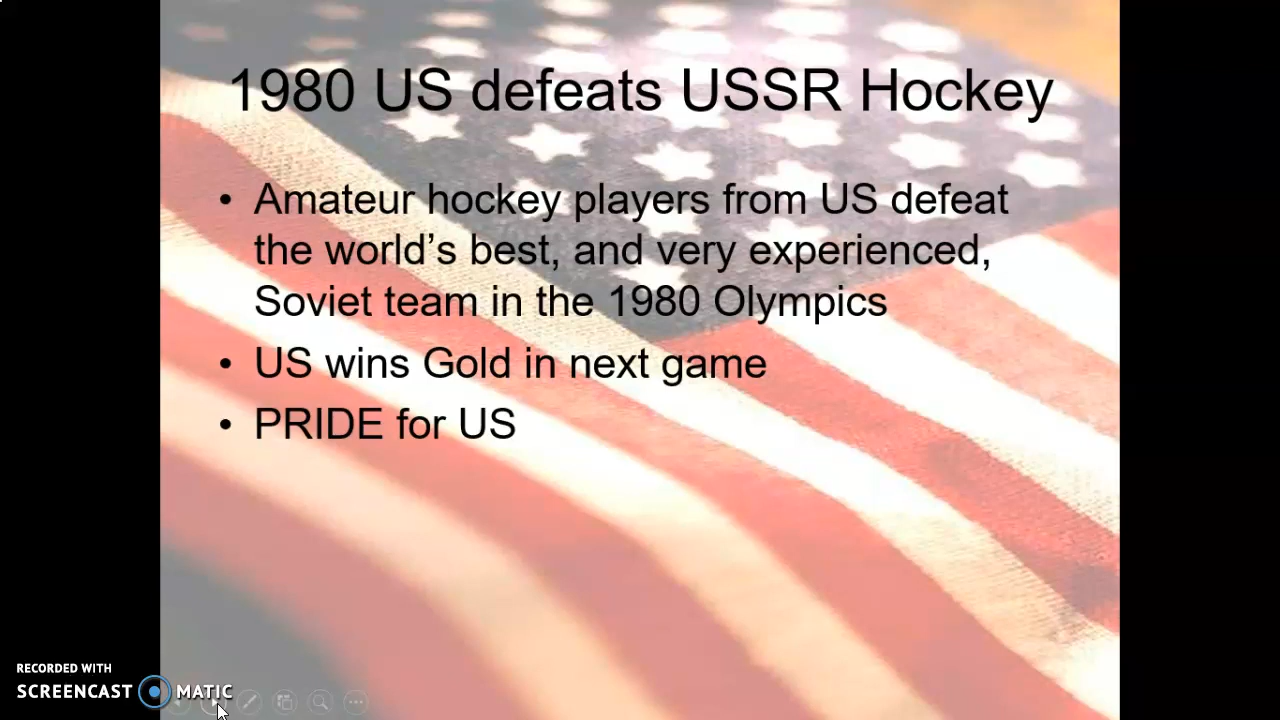 1980 US defeats USSR Hockey
• Amateur hockey players from US defeat
the world’s best, and very experienced,
Soviet team in the 1980 Olympics
• US wins Gold in next game
• PRIDE for US
RECORDED WITH
SCREENCAST MATIC